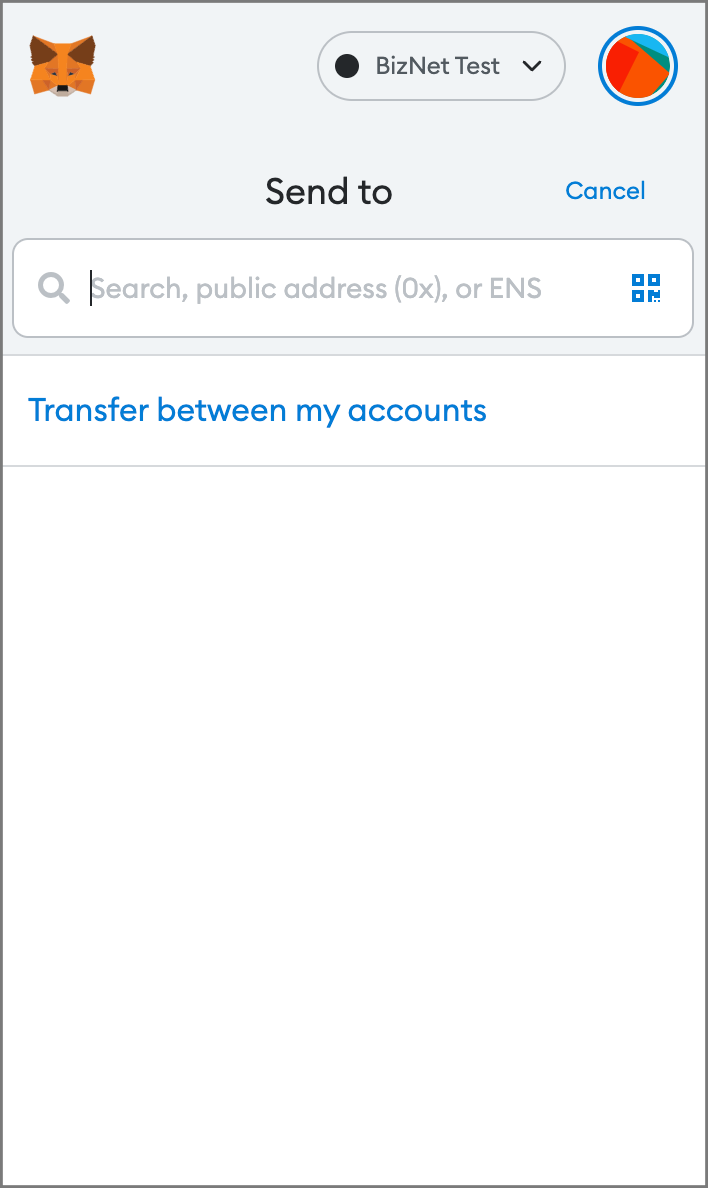 BizNet Test
Send to
Cancel
Search, public address (0x), or ENS
Transfer between my accounts